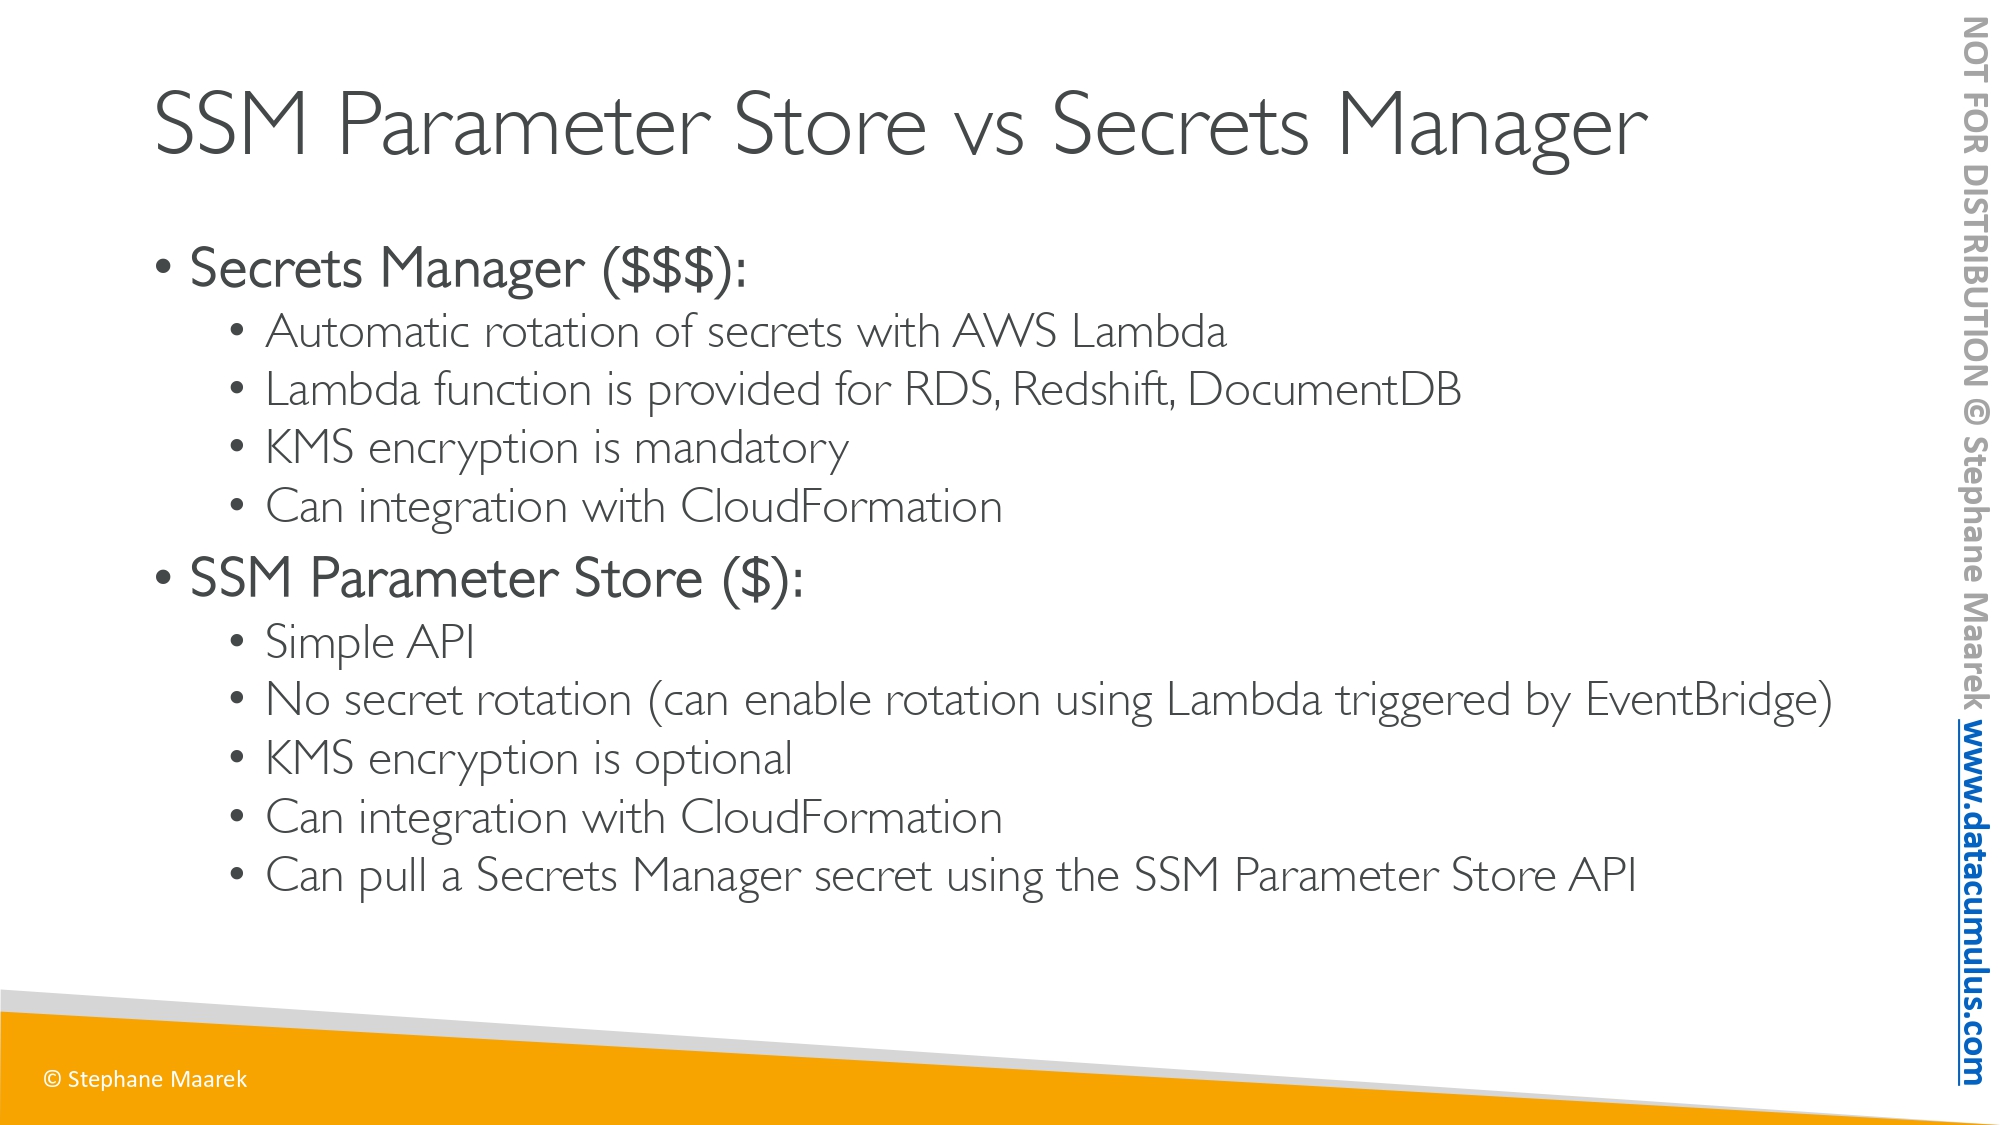 SSM Parameter Store vs Secrets Manager
• Secrets Manager ($$$):
• Automatic rotation of secrets with AWS Lambda
• Lambda function is provided for RDS, Redshift, DocumentDB
• KMS encryption is mandatory
• Can integration with CloudFormation
• SSM Parameter Store ($):
• Simple API
• No secret rotation (can enable rotation using Lambda triggered by EventBridge)
• KMS encryption is optional
• Can integration with CloudFormation
• Can pull a Secrets Manager secret using the SSM Parameter Store API
© Stephane Maarek
NOT FOR DISTRIBUTION © Stephane Maarek www.datacumulus.com